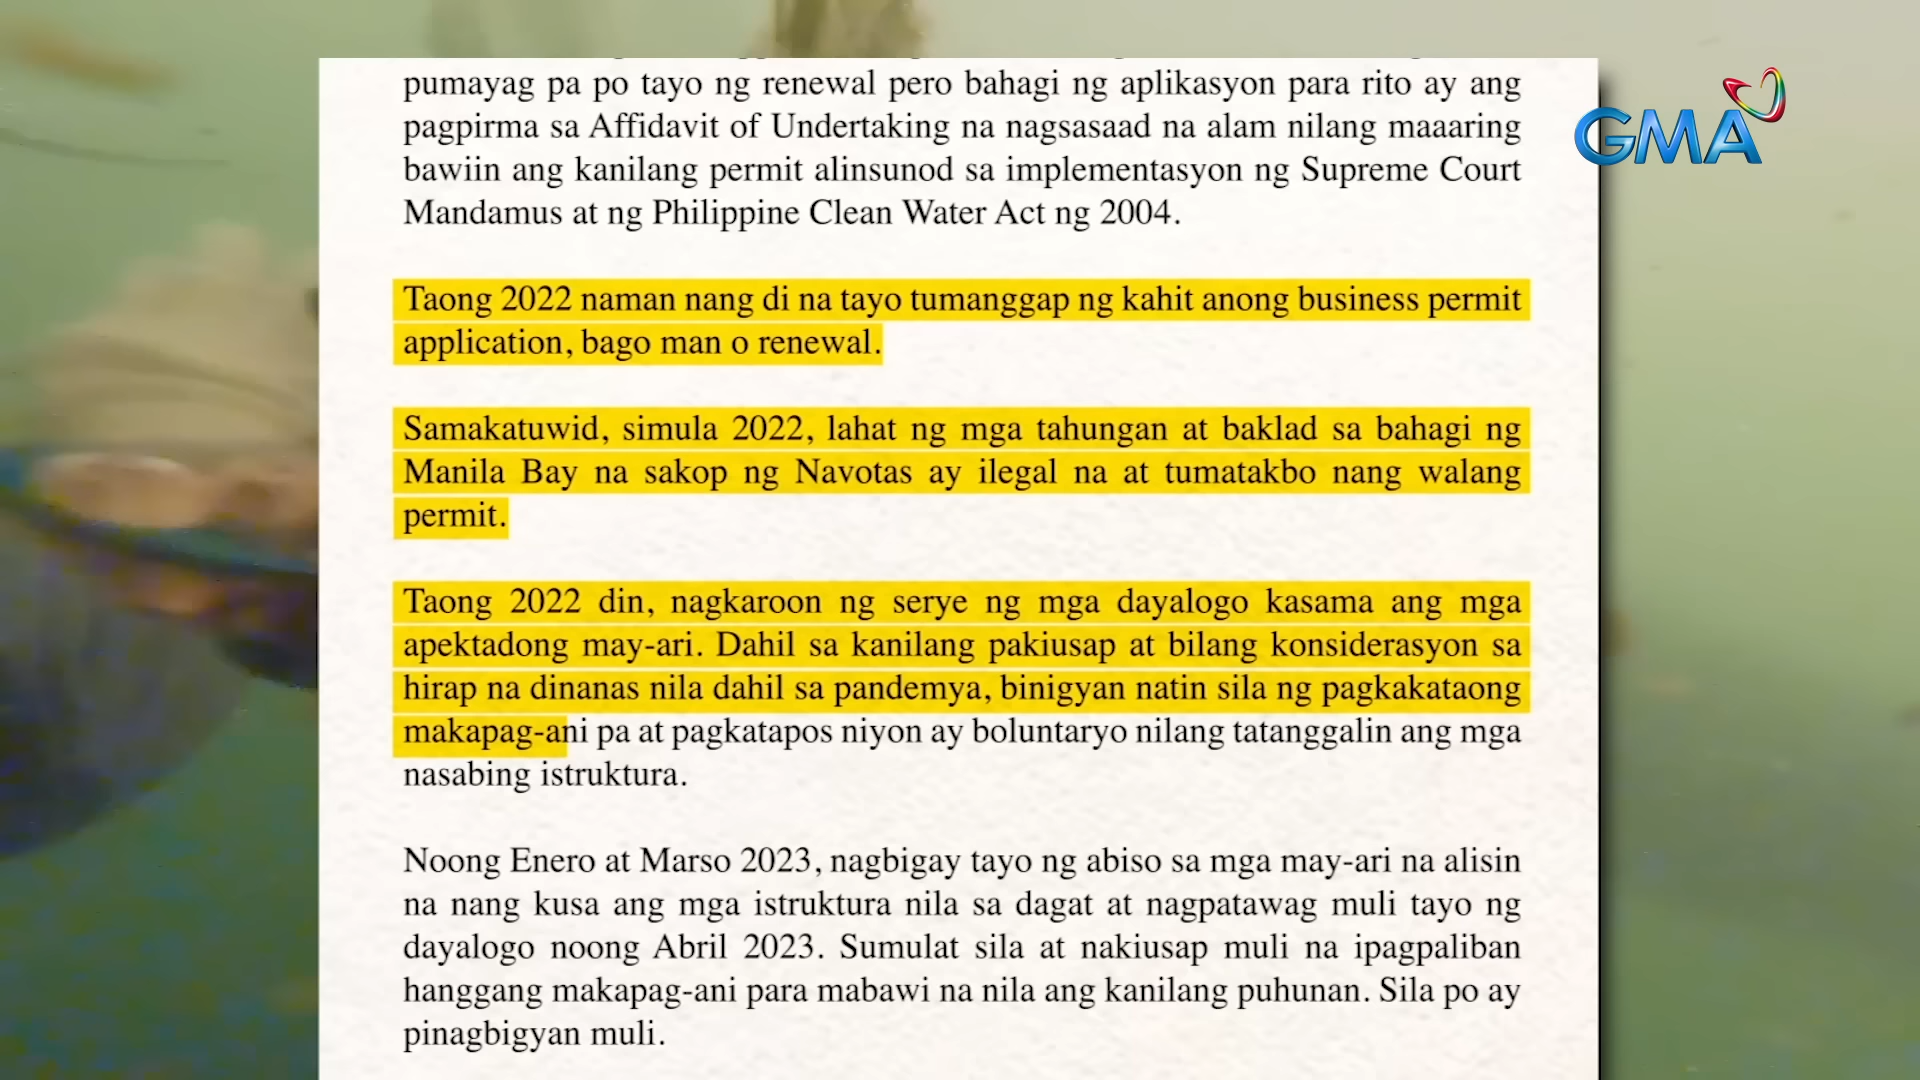 pumayag pa po tayo ng renewal pero bahagi ng aplikasyon para rito ay ang
pagpirma sa Affidavit of Undertaking na nagsasaad na alam nilang maaaring
bawiin ang kanilang permit alinsunod sa implementasyon ng Supreme Court
Mandamus at ng Philippine Clean Water Act ng 2004.
Taong 2022 naman nang di na tayo tumanggap ng kahit anong business permit
application, bago man o renewal.
Samakatuwid, simula 2022, lahat ng mga tahungan at baklad sa bahagi ng
Manila Bay na sakop ng Navotas ay ilegal na at tumatakbo nang walang
permit.
Taong 2022 din, nagkaroon ng serye ng mga dayalogo kasama ang mga
apektadong may-ari. Dahil sa kanilang pakiusap at bilang konsiderasyon sa
hirap na dinanas nila dahil sa pandemya, binigyan natin sila ng pagkakataong
makapag-ani pa at pagkatapos niyon ay boluntaryo nilang tatanggalin ang mga
nasabing istruktura.
Noong Enero at Marso 2023, nagbigay tayo ng abiso sa mga may-ari na alisin
na nang kusa ang mga istruktura nila sa dagat at nagpatawag muli tayo ng
dayalogo noong Abril 2023. Sumulat sila at nakiusap muli na ipagpaliban
hanggang makapag-ani para mabawi na nila ang kanilang puhunan. Sila po ay
pinagbigyan muli.
GMA